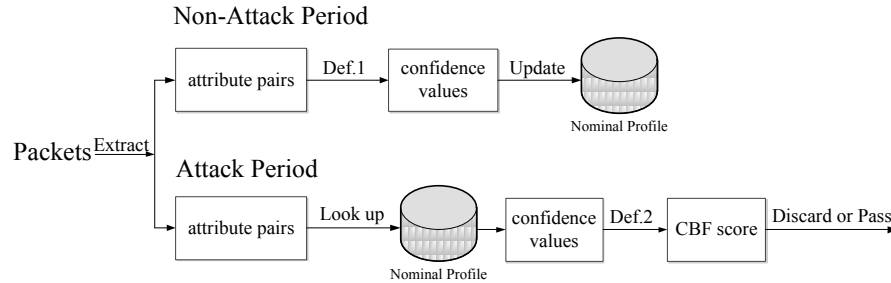 Non-Attack Period
attribute pairs
Def.1
confidence
values
Update
Nominal Profile
Packets
Extract
Attack Period
attribute pairs
Look up
Nominal Profile
confidence
values
Def.2
CBF score
Discard or Pass